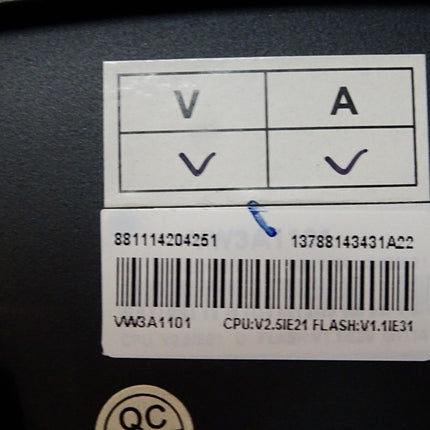 V A
881114204251 13788143431A22
VW3A1101 CPU:V2.5IE21 FLASH:V1.1IE31
QC